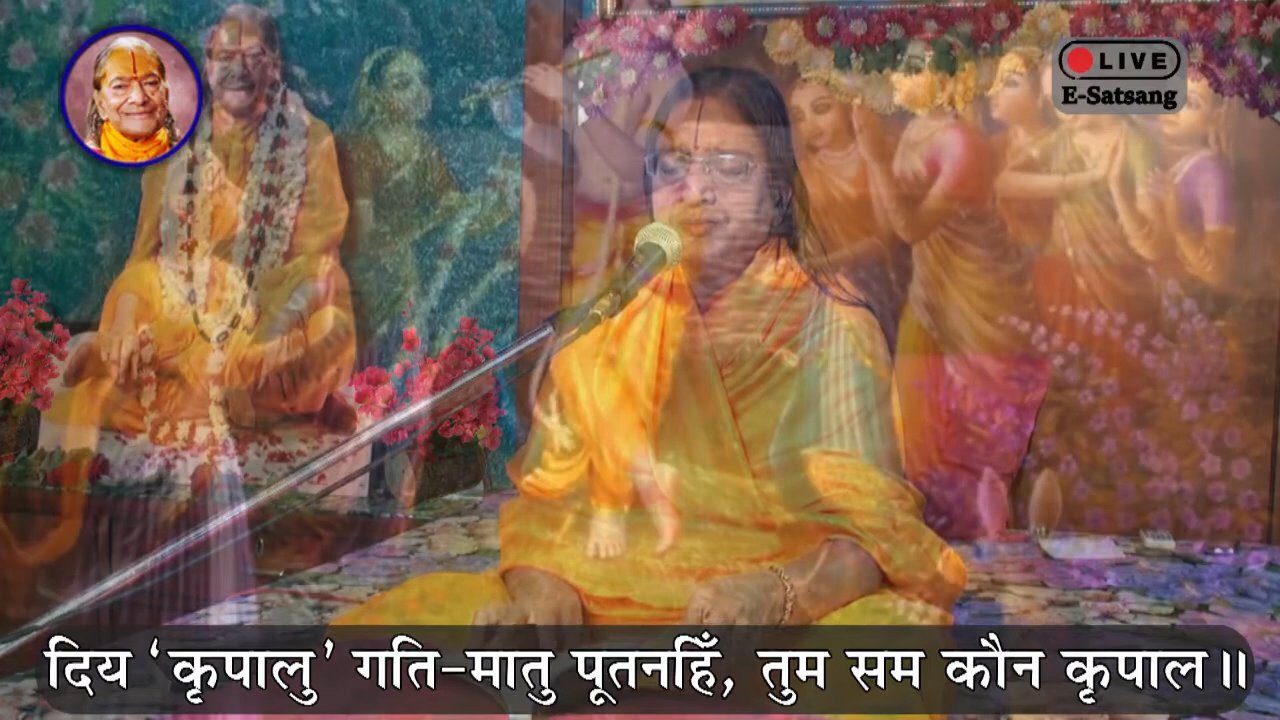 LIVE
E-Satsang
दिय ‘कृपालु’ गति-मातु पूतनहिँ, तुम सम कौन कृपाल॥